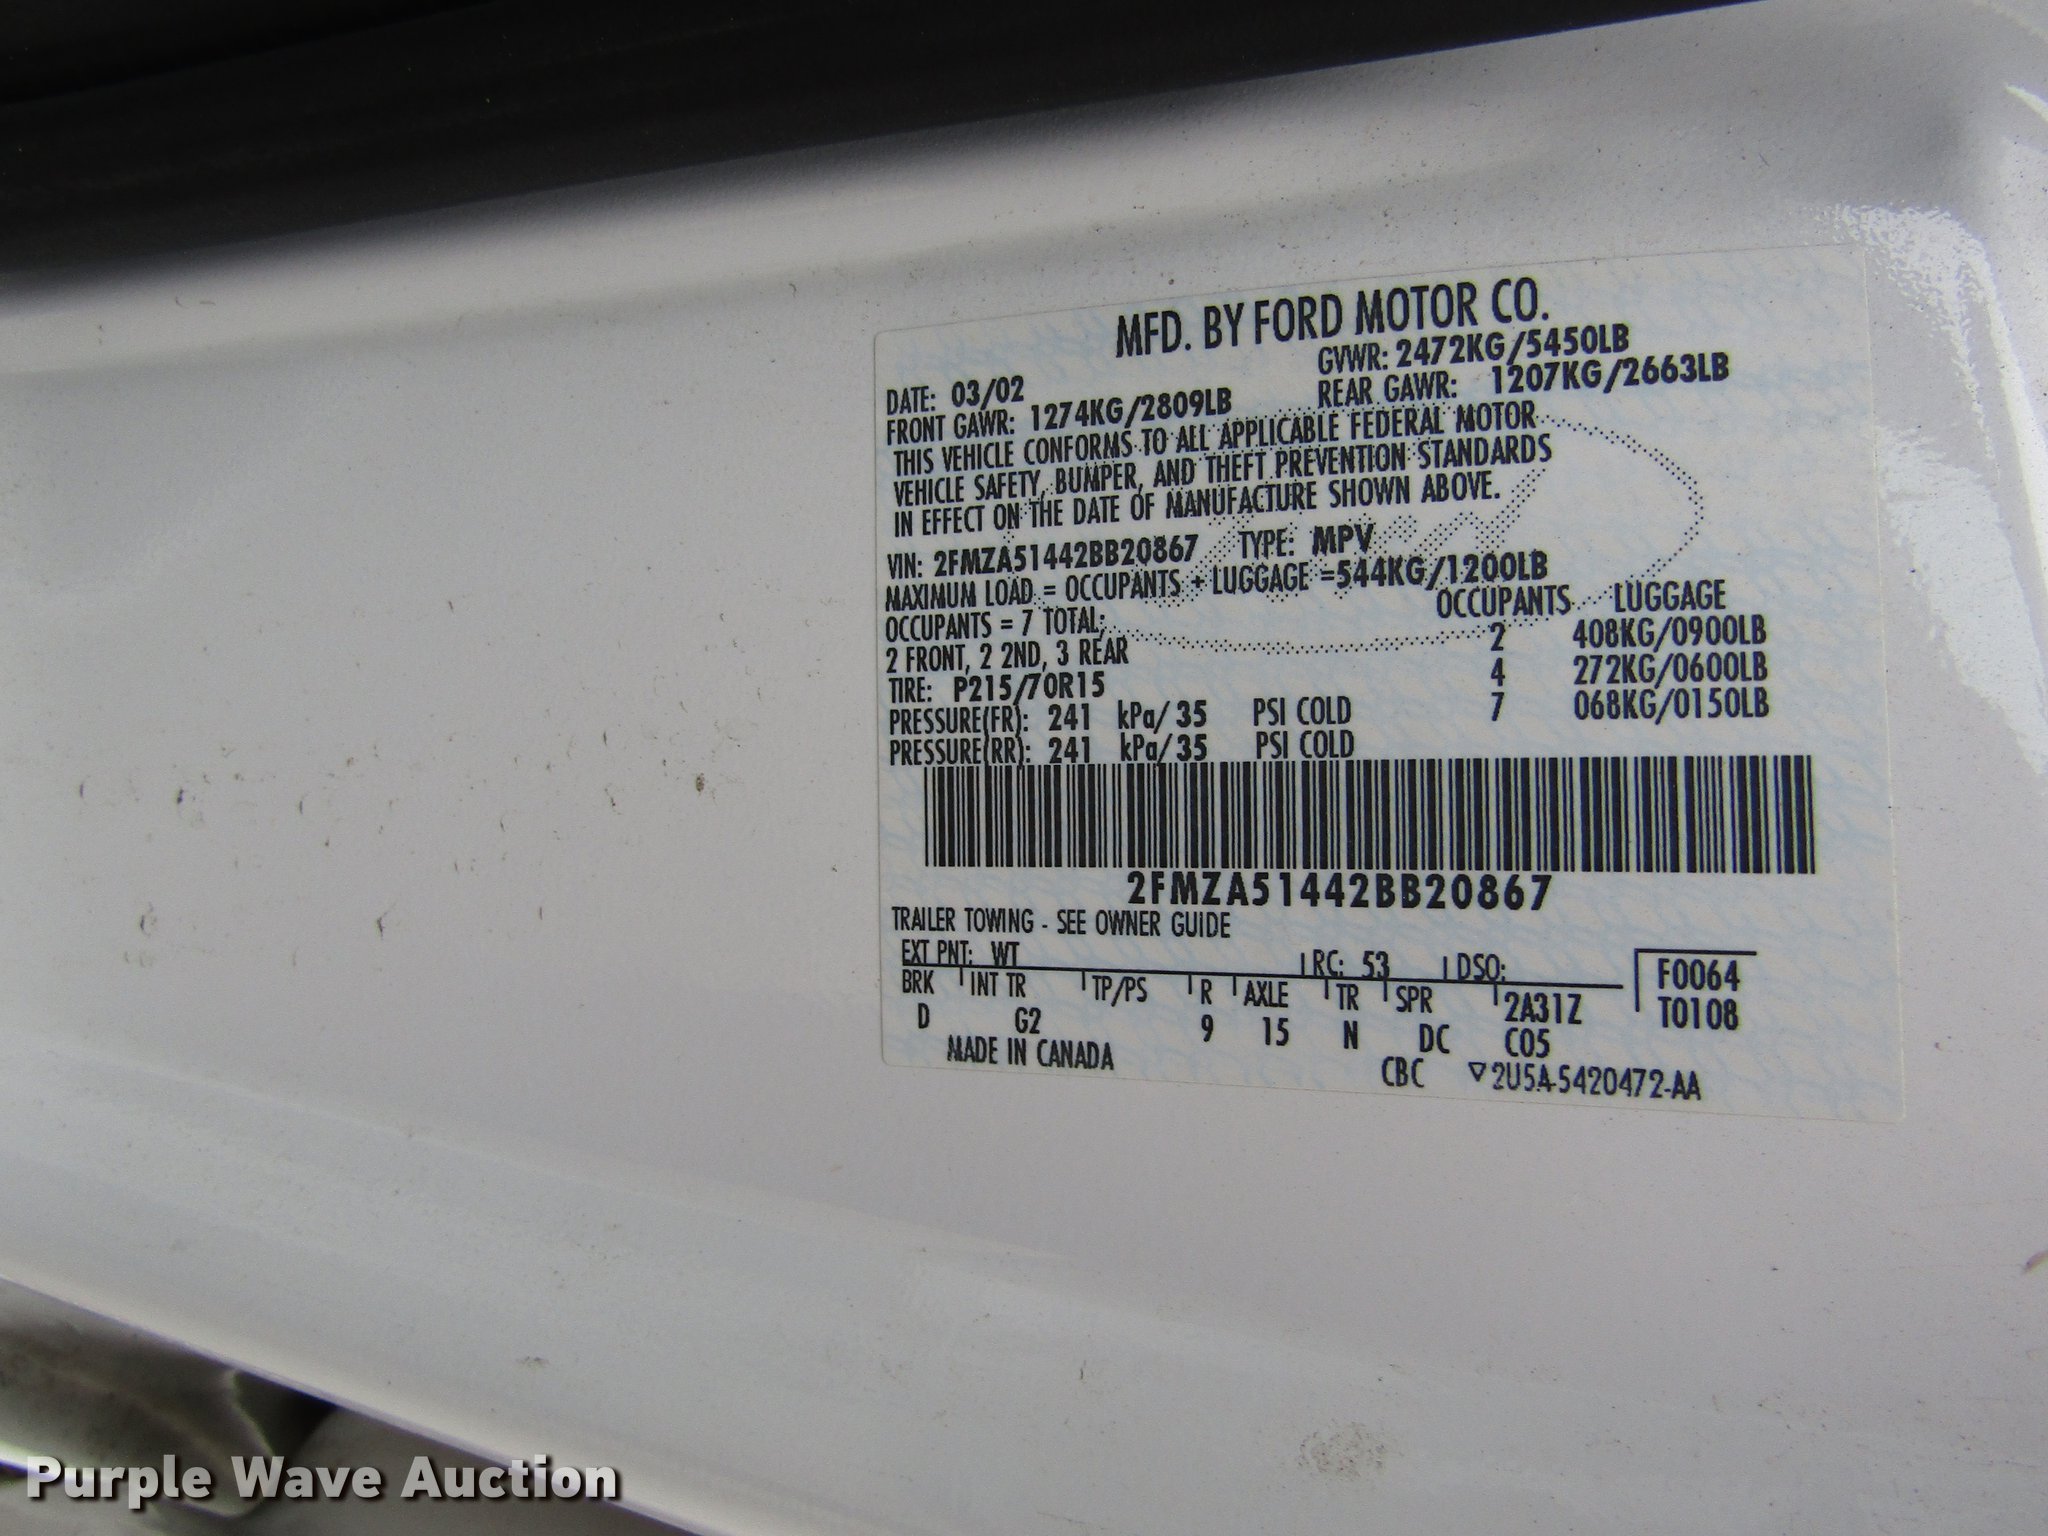 MFD. BY FORD MOTOR CO.
DATE: 03/02 GVWR: 2472KG/5450LB
FRONT GAWR: 1274KG/2809LB REAR GAWR: 1207KG/2663LB
THIS VEHICLE CONFORMS TO ALL APPLICABLE FEDERAL MOTOR
VEHICLE SAFETY, BUMPER, AND THEFT PREVENTION STANDARDS
IN EFFECT ON THE DATE OF MANUFACTURE SHOWN ABOVE.
VIN: 2FMZA51442BB20867 TYPE: MPV
MAXIMUM LOAD = OCCUPANTS + LUGGAGE =544KG/1200LB
OCCUPANTS = 7 TOTAL; OCCUPANTS LUGGAGE
2 FRONT, 2 2ND, 3 REAR 2 408KG/0900LB
TIRE: P215/70R15 4 272KG/0600LB
PRESSURE(FR): 241 kPa/35 PSI COLD 7 068KG/0150LB
PRESSURE(RR): 241 kPa/35 PSI COLD
2FMZA51442BB20867
TRAILER TOWING - SEE OWNER GUIDE
EXT PNT: WT RC: 53 DSO: F0064
BRK INT TR TP/PS R AXLE TR SPR 2A31Z T0108
D G2 9 15 N DC C05
MADE IN CANADA CBC ▽2U5A-5420472-AA
Purple Wave Auction